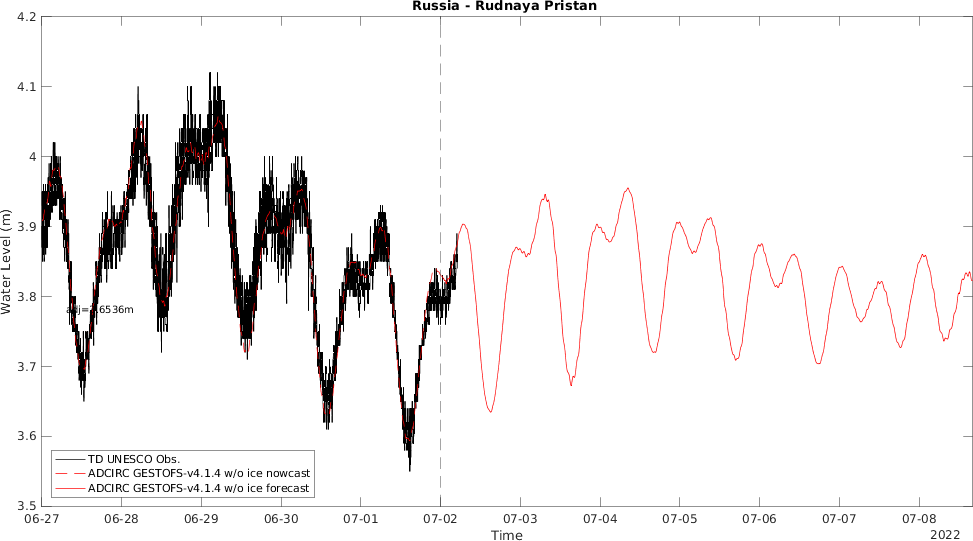 Russia - Rudnaya Pristan
4.2
4.1
4
3.9
3.8
3.7
3.6
3.5
Water Level (m)
TD UNESCO Obs.
ADCIRC GESTOFS-v4.1.4 w/o ice nowcast
ADCIRC GESTOFS-v4.1.4 w/o ice forecast
06-27 06-28 06-29 06-30 07-01 07-02 07-03 07-04 07-05 07-06 07-07 07-08
Time
2022